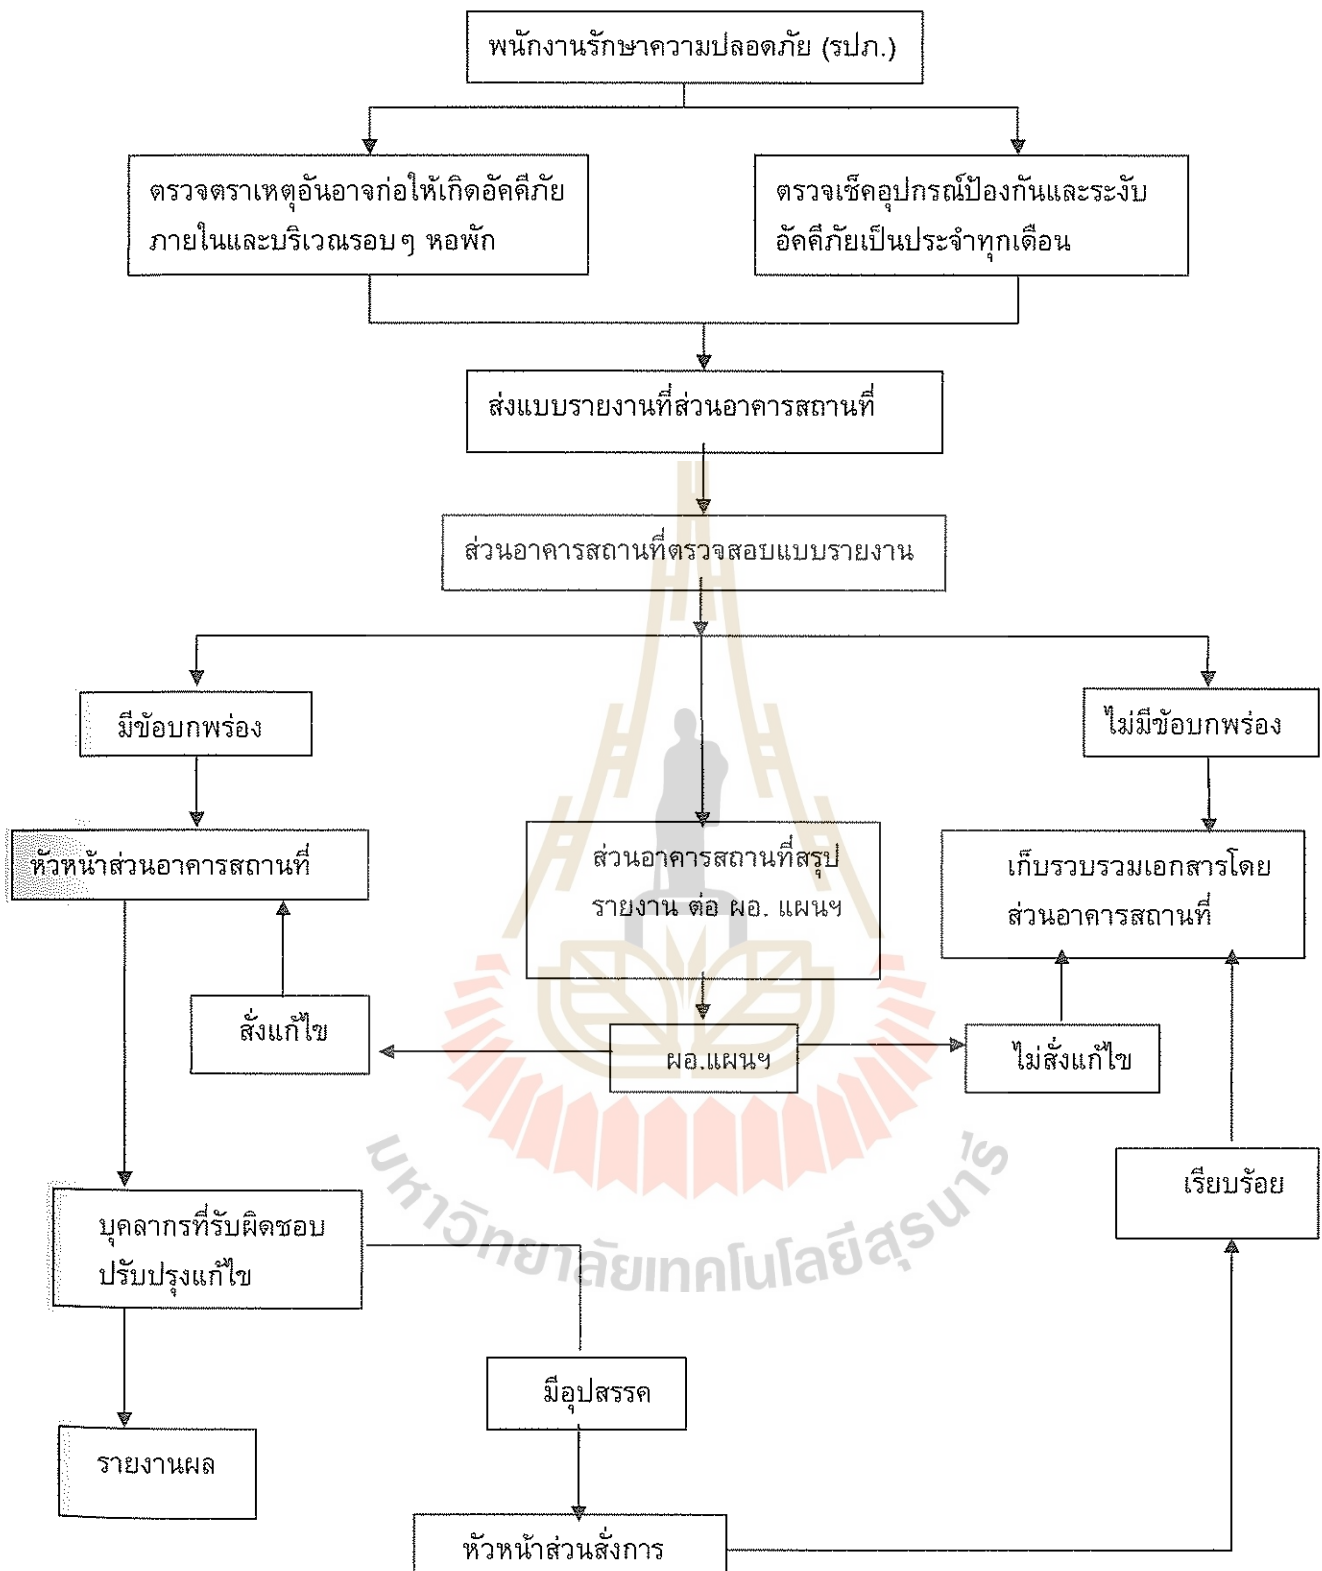 พนักงานรักษาความปลอดภัย (รปภ.)
ตรวจตราเหตุอันอาจก่อให้เกิดอัคคีภัย
ภายในและบริเวณรอบๆ หอพัก
ตรวจเช็คอุปกรณ์ป้องกันและระงับ
อัคคีภัยเป็นประจำทุกเดือน
ส่งแบบรายงานที่ส่วนอาคารสถานที่
ส่วนอาคารสถานที่ตรวจสอบแบบรายงาน
มีข้อบกพร่อง
ไม่มีข้อบกพร่อง
หัวหน้าส่วนอาคารสถานที่
ส่วนอาคารสถานที่สรุป
รายงาน ต่อ ผอ. แผนฯ
เก็บรวบรวมเอกสารโดย
ส่วนอาคารสถานที่
สั่งแก้ไข
ผอ.แผนฯ
ไม่สั่งแก้ไข
มหาวิทยาลัยเทคโนโลยีสุรนารี
เรียบร้อย
บุคลากรที่รับผิดชอบ
ปรับปรุงแก้ไข
มีอุปสรรค
รายงานผล
หัวหน้าส่วนสั่งการ